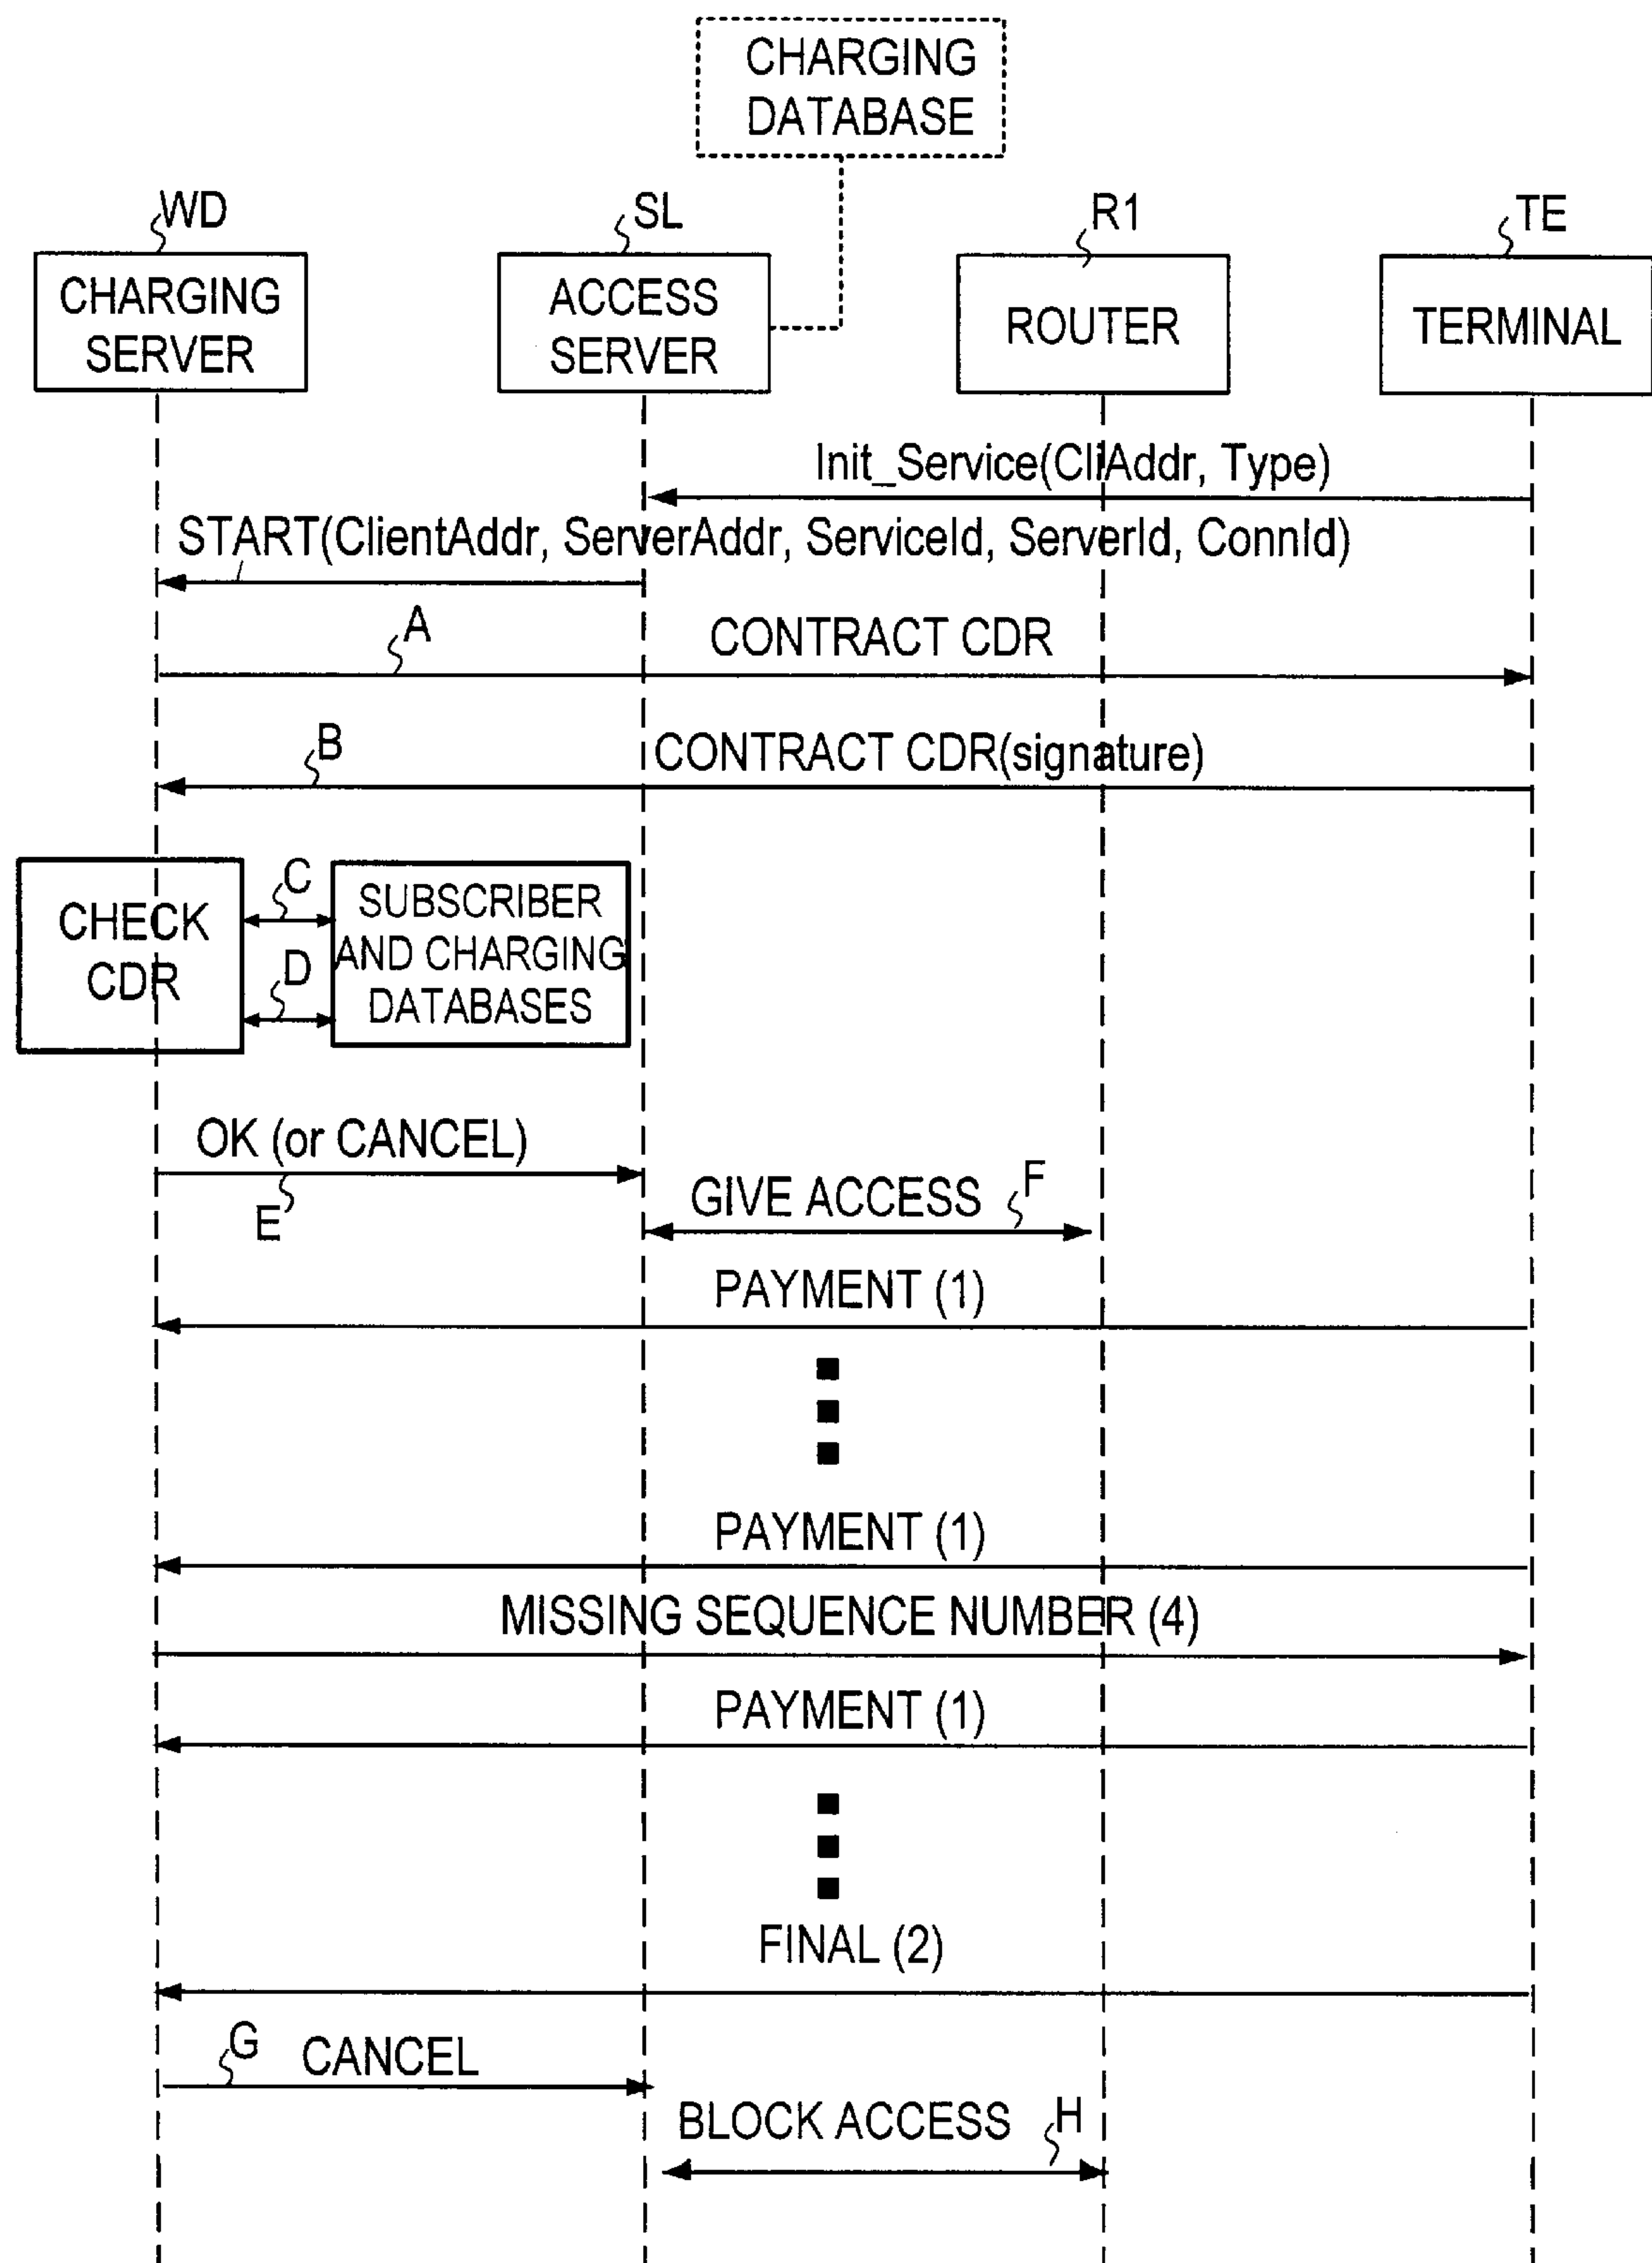 CHARGING
DATABASE
WD
SL
R1
TE
CHARGING
SERVER
ACCESS
SERVER
ROUTER
TERMINAL
Init_Service(CliAddr, Type)
START(ClientAddr, ServerAddr, ServiceId, ServerId, ConnId)
A
CONTRACT CDR
B
CONTRACT CDR(signature)
CHECK
CDR
C
D
SUBSCRIBER
AND CHARGING
DATABASES
OK (or CANCEL)
E
GIVE ACCESS
F
PAYMENT (1)
PAYMENT (1)
MISSING SEQUENCE NUMBER (4)
PAYMENT (1)
FINAL (2)
G
CANCEL
BLOCK ACCESS
H